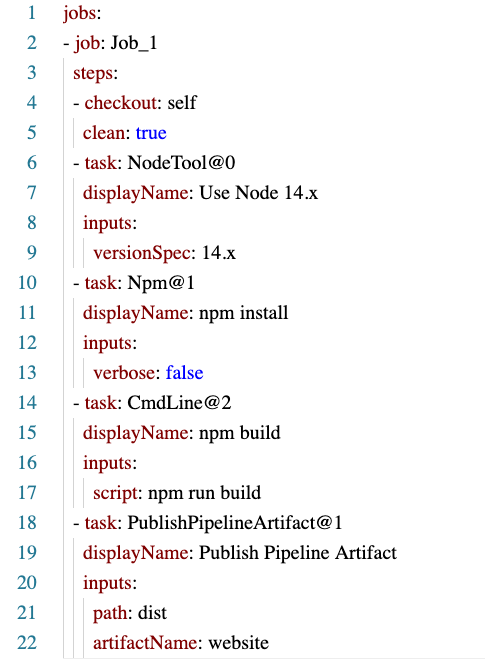 1 jobs:
2 - job: Job_1
3 steps:
4 - checkout: self
5 clean: true
6 - task: NodeTool@0
7 displayName: Use Node 14.x
8 inputs:
9 versionSpec: 14.x
10 - task: Npm@1
11 displayName: npm install
12 inputs:
13 verbose: false
14 - task: CmdLine@2
15 displayName: npm build
16 inputs:
17 script: npm run build
18 - task: PublishPipelineArtifact@1
19 displayName: Publish Pipeline Artifact
20 inputs:
21 path: dist
22 artifactName: website